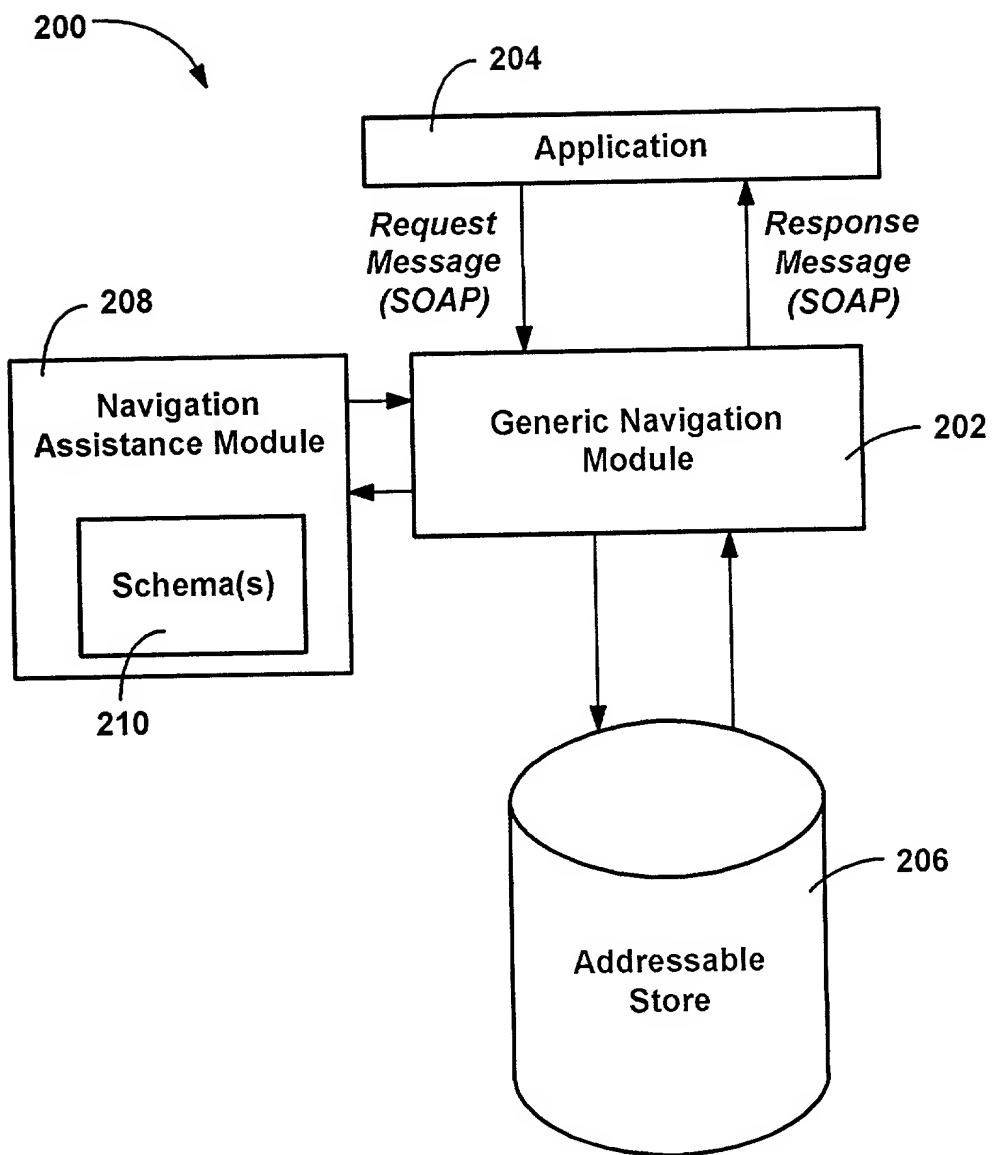 200
204
Application
Request
Message
(SOAP)
Response
Message
(SOAP)
208
Navigation
Assistance Module
Generic Navigation
Module
202
Schema(s)
210
206
Addressable
Store